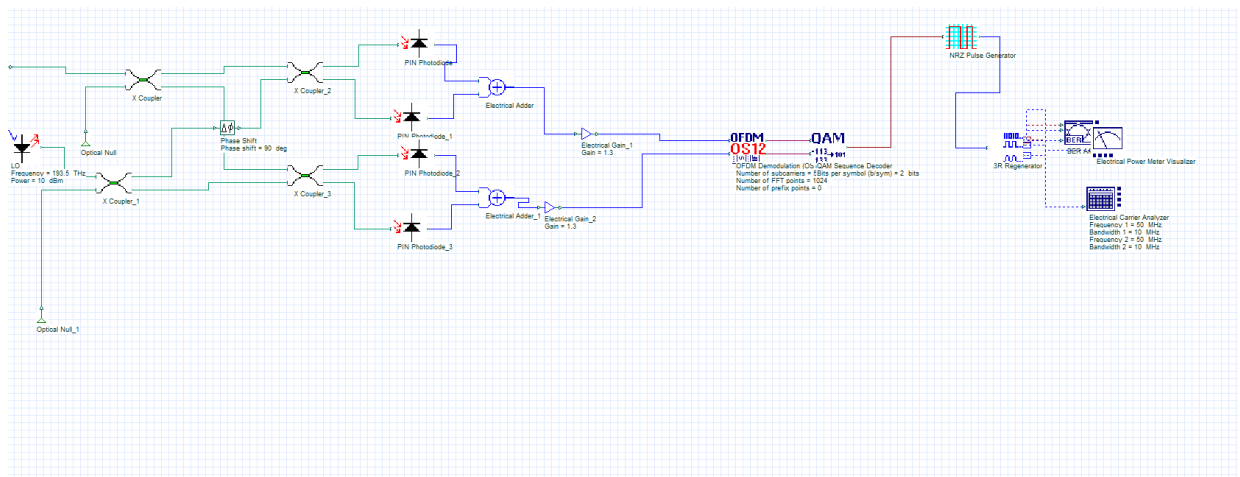 NRZ Pulse Generator
PIN Photodiode
X Coupler
X Coupler_2
Electrical Adder
PIN Photodiode_1
Phase Shift
Phase shift = 90 deg
Optical Null
Electrical Gain_1
Gain = 1.3
OFDM
OS12
QAM
OFDM Demodulation (OS
QAM Sequence Decoder
Number of subcarriers =
Bits per symbol (b/sym) = 2 bits
Number of FFT points = 1024
Number of prefix points = 0
LO
Frequency = 193.5 THz
Power = 10 dBm
X Coupler_1
PIN Photodiode_2
X Coupler_3
Electrical Adder_1
Electrical Gain_2
Gain = 1.3
PIN Photodiode_3
3R Regenerator
Electrical Power Meter Visualizer
Electrical Carrier Analyzer
Frequency 1 = 50 MHz
Bandwidth 1 = 10 MHz
Frequency 2 = 50 MHz
Bandwidth 2 = 10 MHz
Optical Null_1